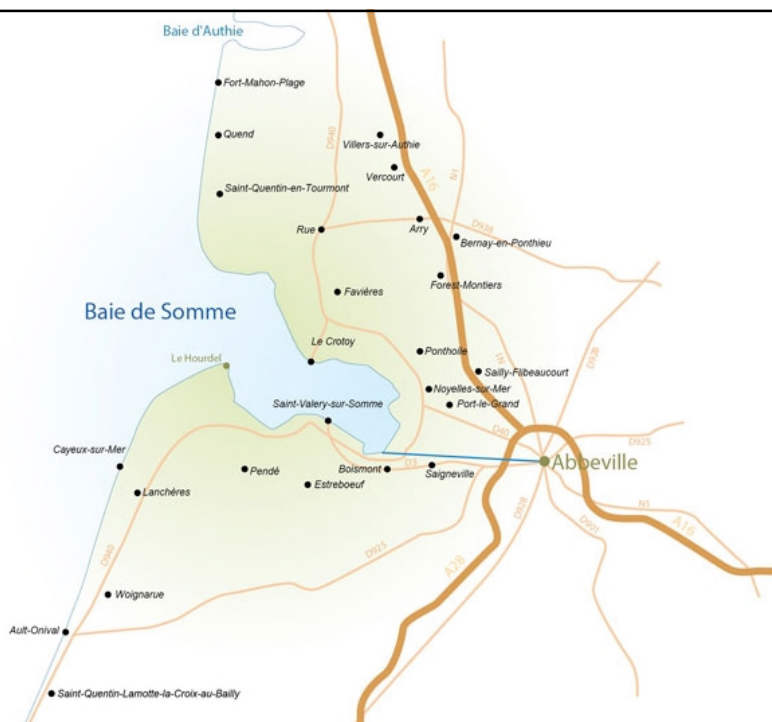 Baie d'Authie
Fort-Mahon-Plage
D940
Quend
Villers-sur-Authie
Vercourt
A16
N1
Saint-Quentin-en-Tourmont
Rue
Arry
D938
Bernay-en-Ponthieu
Forest-Montiers
Favières
Baie de Somme
Le Crotoy
Ponthoile
N1
D928
Le Hourdel
Sailly-Flibeaucourt
Noyelles-sur-Mer
Port-le-Grand
Saint-Valery-sur-Somme
D40
D925
Cayeux-sur-Mer
Pendé
Boismont
D3
Saigneville
Abbeville
Lanchères
Estreboeuf
D928
N1
D901
A16
D940
D925
A28
Woignarue
Ault-Onival
Saint-Quentin-Lamotte-la-Croix-au-Bailly